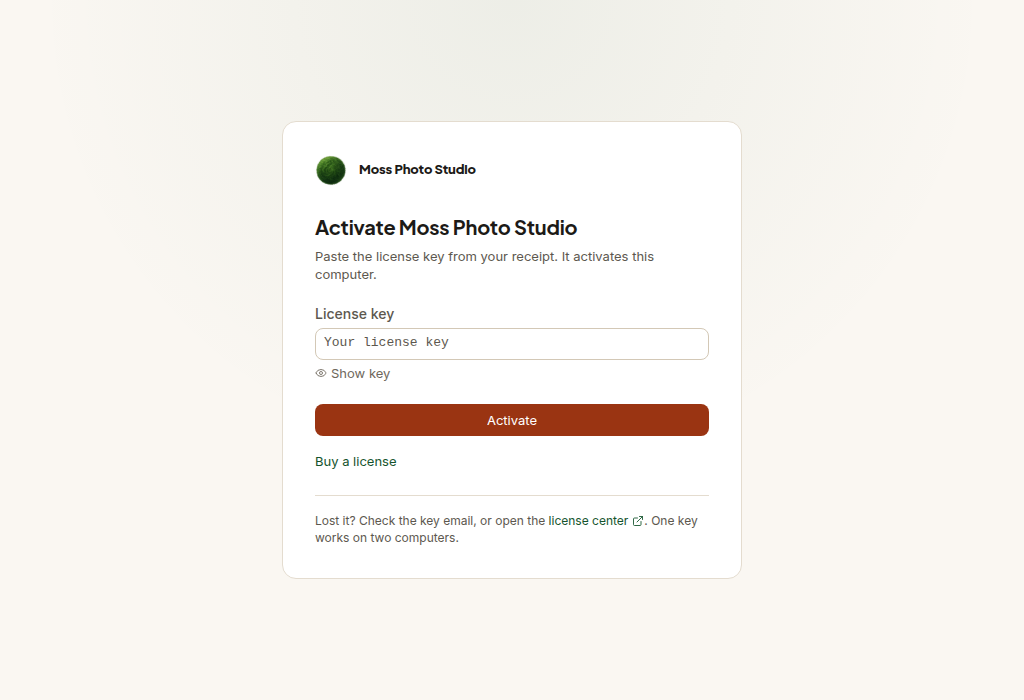 Moss Photo Studio
Activate Moss Photo Studio
Paste the license key from your receipt. It activates this
computer.
License key
Your license key
Show key
Activate
Buy a license
Lost it? Check the key email, or open the license center. One key
works on two computers.